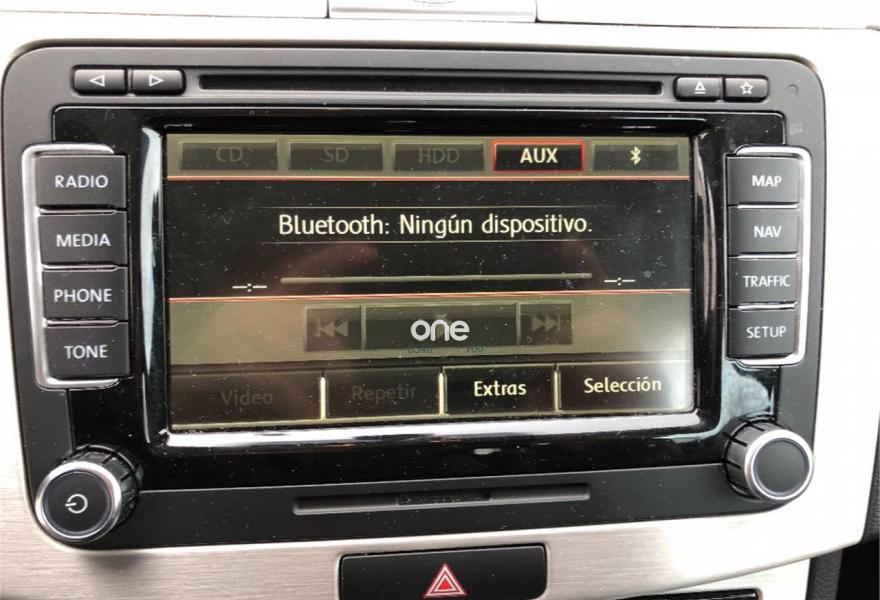 CD SD HDD AUX
RADIO
MEDIA
PHONE
TONE
MAP
NAV
TRAFFIC
SETUP
Bluetooth: Ningún dispositivo.
--:-- --:--
one
Video Repetir Extras Selección